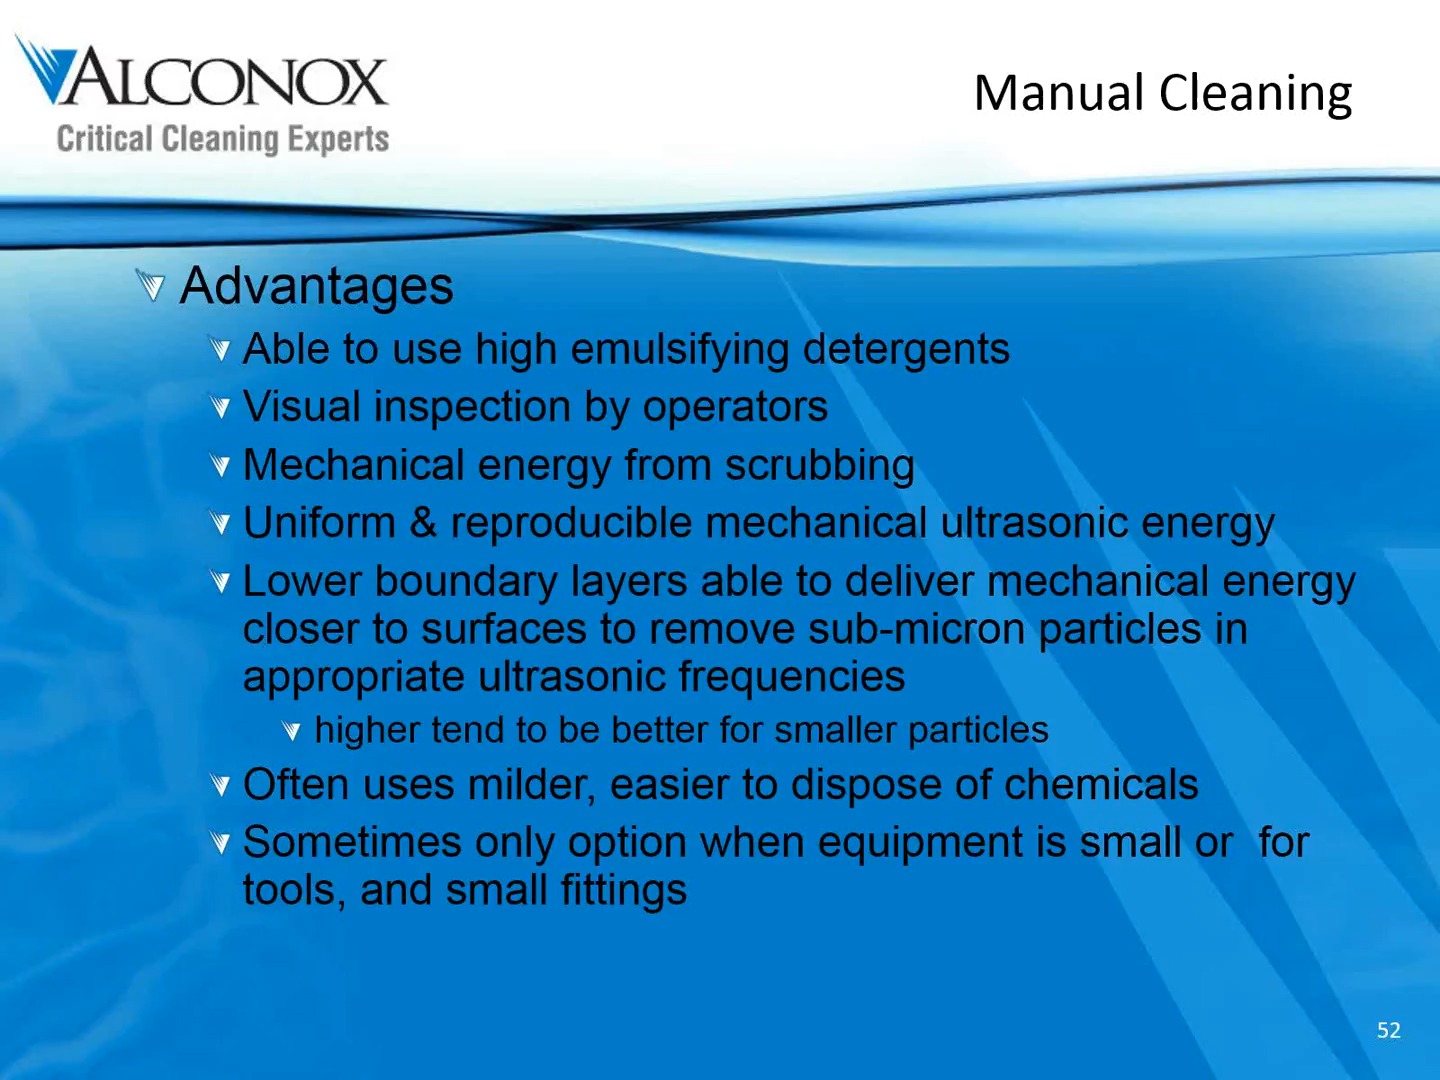 ALCONOX
Critical Cleaning Experts
Manual Cleaning
Advantages
Able to use high emulsifying detergents
Visual inspection by operators
Mechanical energy from scrubbing
Uniform & reproducible mechanical ultrasonic energy
Lower boundary layers able to deliver mechanical energy
closer to surfaces to remove sub-micron particles in
appropriate ultrasonic frequencies
higher tend to be better for smaller particles
Often uses milder, easier to dispose of chemicals
Sometimes only option when equipment is small or  for
tools, and small fittings
52